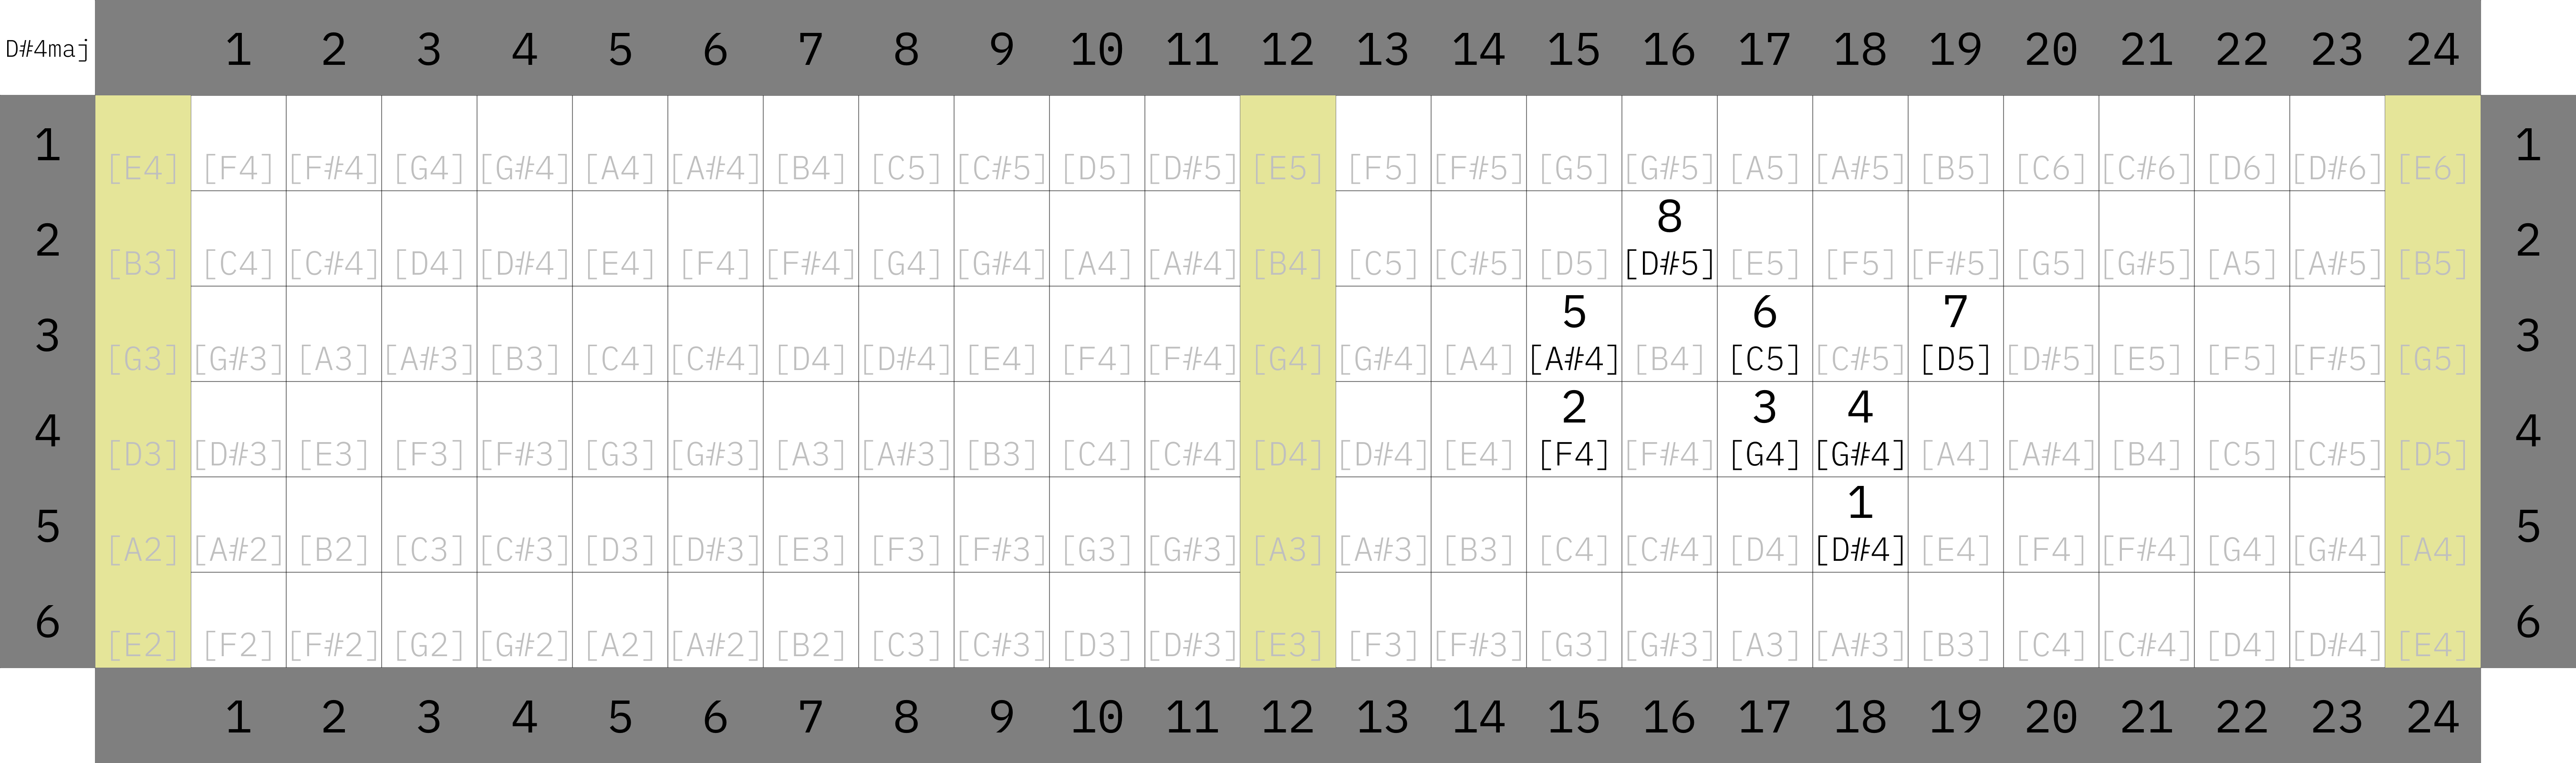 D#4maj 1 2 3 4 5 6 7 8 9 10 11 12 13 14 15 16 17 18 19 20 21 22 23 24
1 [E4] [F4] [F#4] [G4] [G#4] [A4] [A#4] [B4] [C5] [C#5] [D5] [D#5] [E5] [F5] [F#5] [G5] [G#5] [A5] [A#5] [B5] [C6] [C#6] [D6] [D#6] [E6] 1
8
2 [B3] [C4] [C#4] [D4] [D#4] [E4] [F4] [F#4] [G4] [G#4] [A4] [A#4] [B4] [C5] [C#5] [D5] [D#5] [E5] [F5] [F#5] [G5] [G#5] [A5] [A#5] [B5] 2
5 6 7
3 [G3] [G#3] [A3] [A#3] [B3] [C4] [C#4] [D4] [D#4] [E4] [F4] [F#4] [G4] [G#4] [A4] [A#4] [B4] [C5] [C#5] [D5] [D#5] [E5] [F5] [F#5] [G5] 3
2 3 4
4 [D3] [D#3] [E3] [F3] [F#3] [G3] [G#3] [A3] [A#3] [B3] [C4] [C#4] [D4] [D#4] [E4] [F4] [F#4] [G4] [G#4] [A4] [A#4] [B4] [C5] [C#5] [D5] 4
1
5 [A2] [A#2] [B2] [C3] [C#3] [D3] [D#3] [E3] [F3] [F#3] [G3] [G#3] [A3] [A#3] [B3] [C4] [C#4] [D4] [D#4] [E4] [F4] [F#4] [G4] [G#4] [A4] 5
6 [E2] [F2] [F#2] [G2] [G#2] [A2] [A#2] [B2] [C3] [C#3] [D3] [D#3] [E3] [F3] [F#3] [G3] [G#3] [A3] [A#3] [B3] [C4] [C#4] [D4] [D#4] [E4] 6
1 2 3 4 5 6 7 8 9 10 11 12 13 14 15 16 17 18 19 20 21 22 23 24